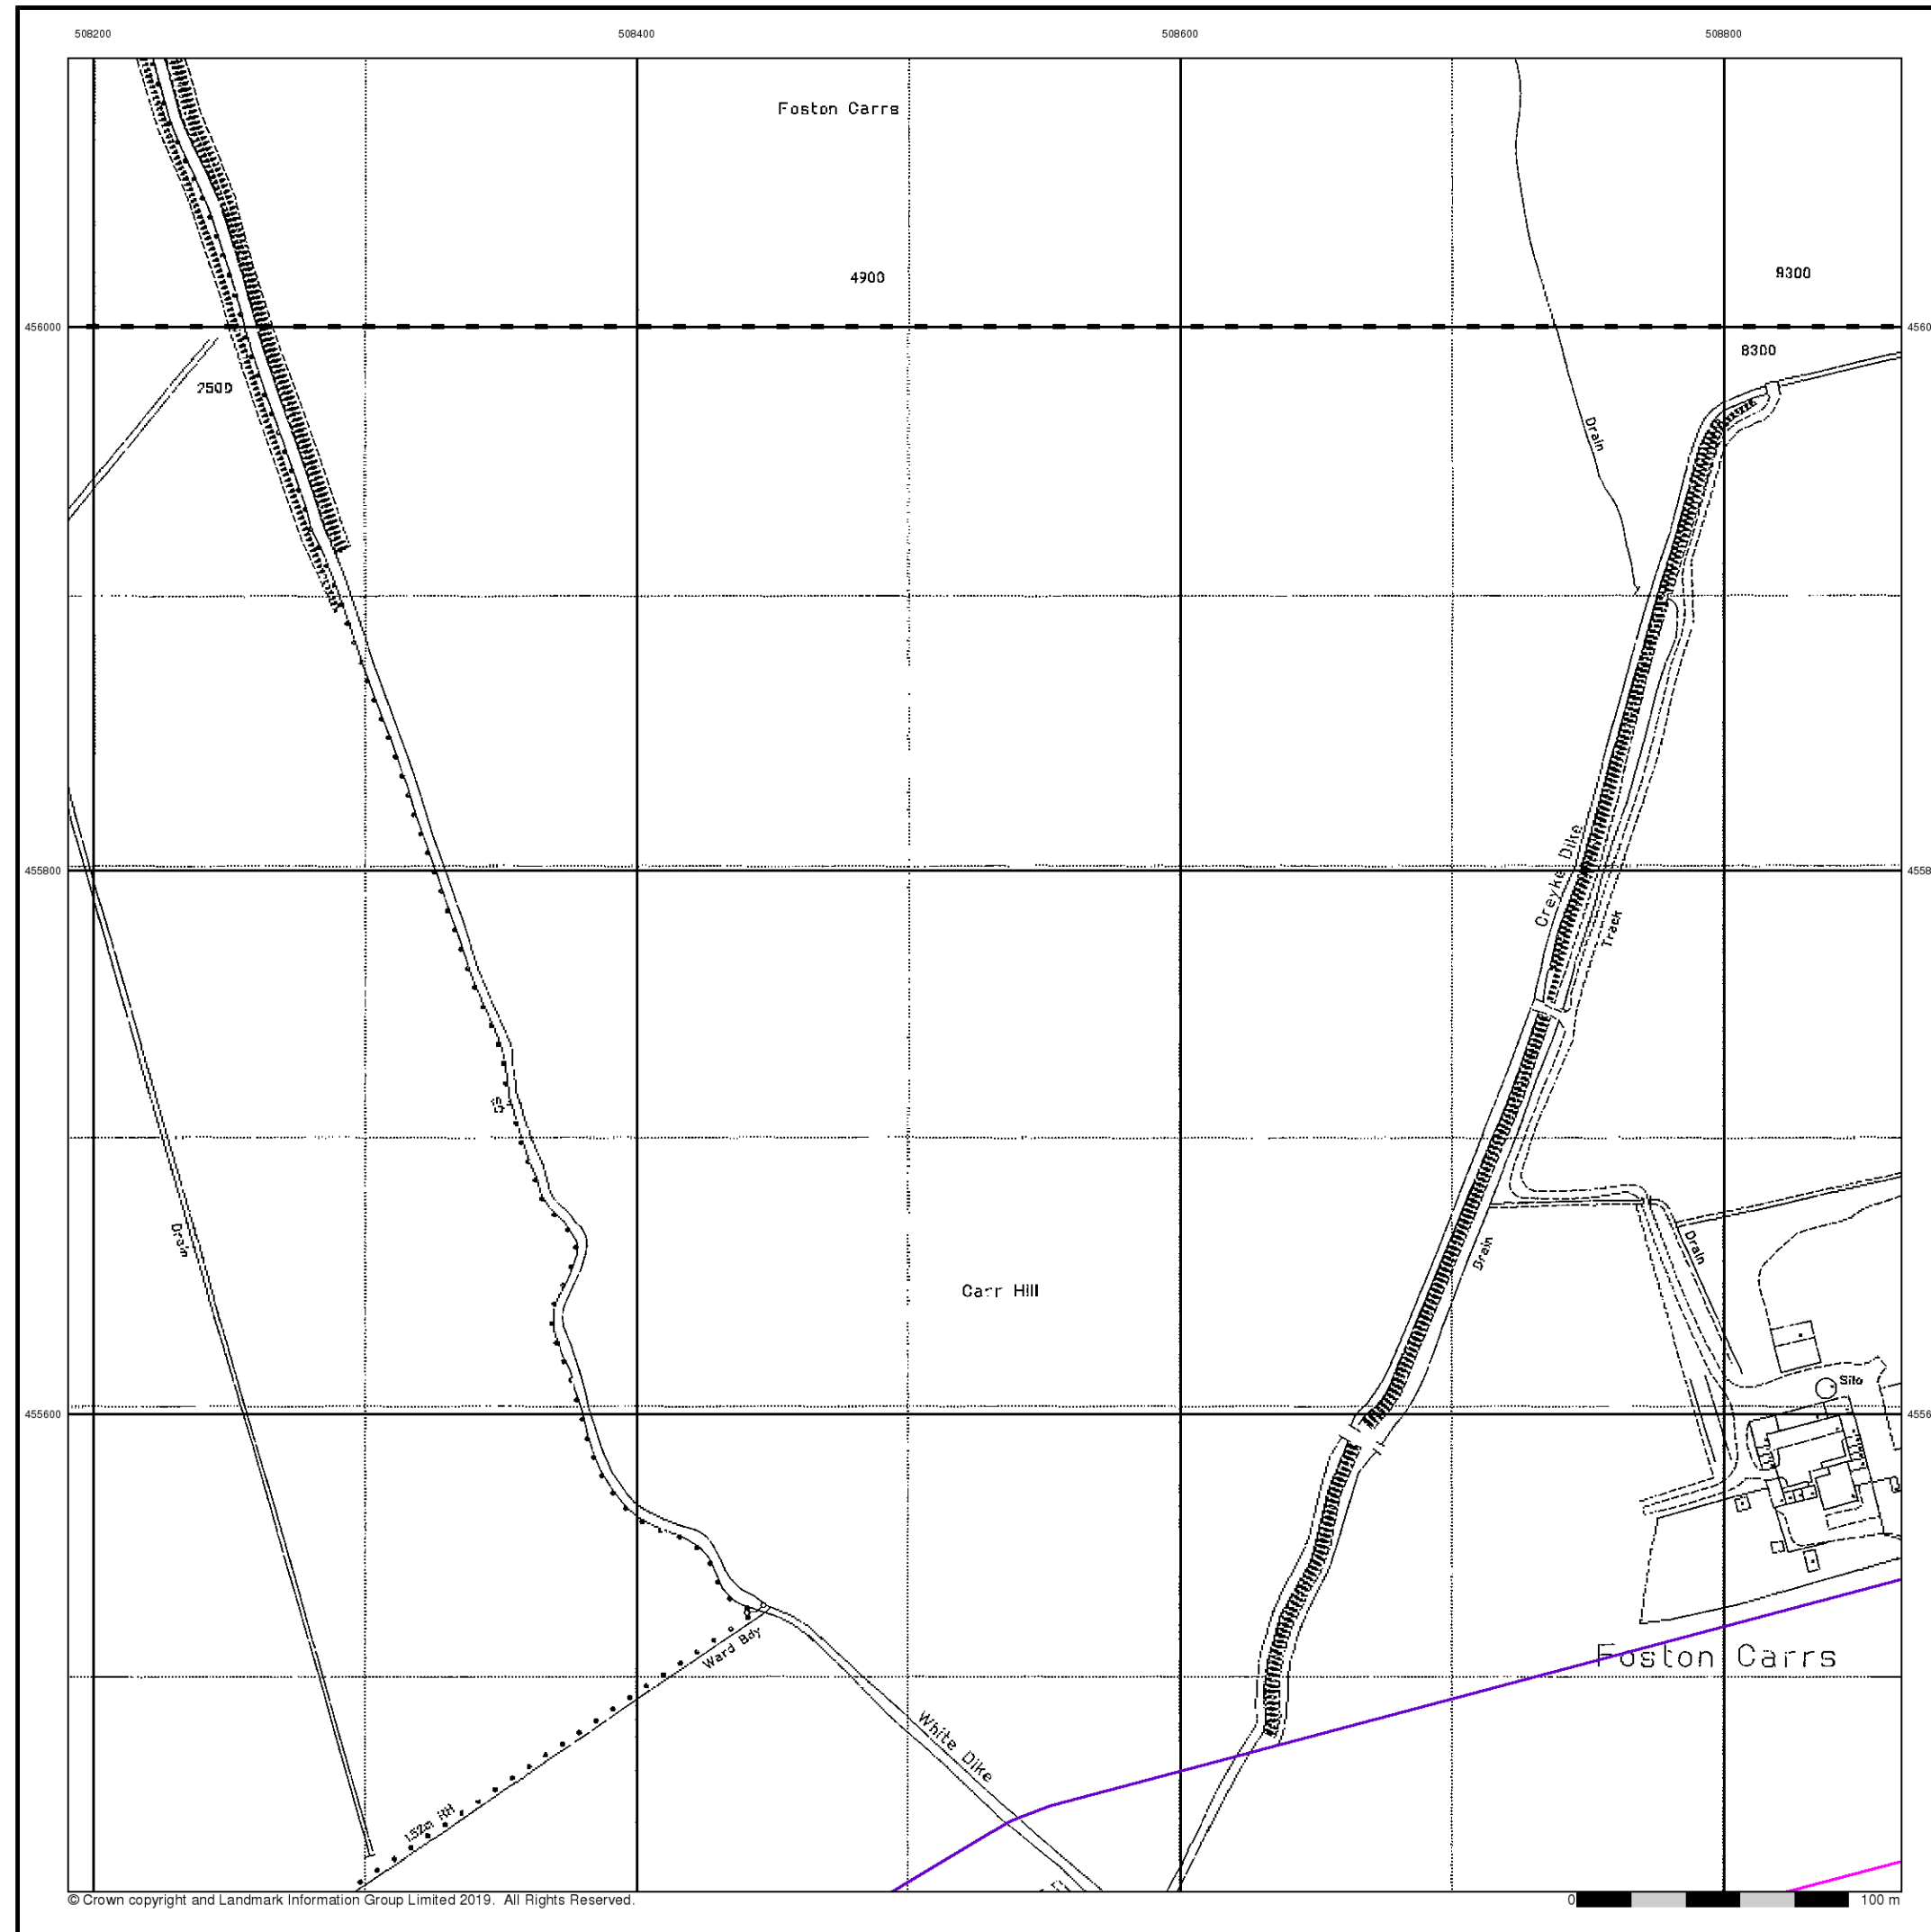 508200 508400 508600 508800
Foston Carrs
4900
9300
456000
8300
2500
Drain
Creyke Dike
455800
Track
Drain
Drain
Drain
Carr Hill
Silo
455600
Ward Bdy
Foston Carrs
White Dike
1.52m RH
© Crown copyright and Landmark Information Group Limited 2019. All Rights Reserved.
0 100 m